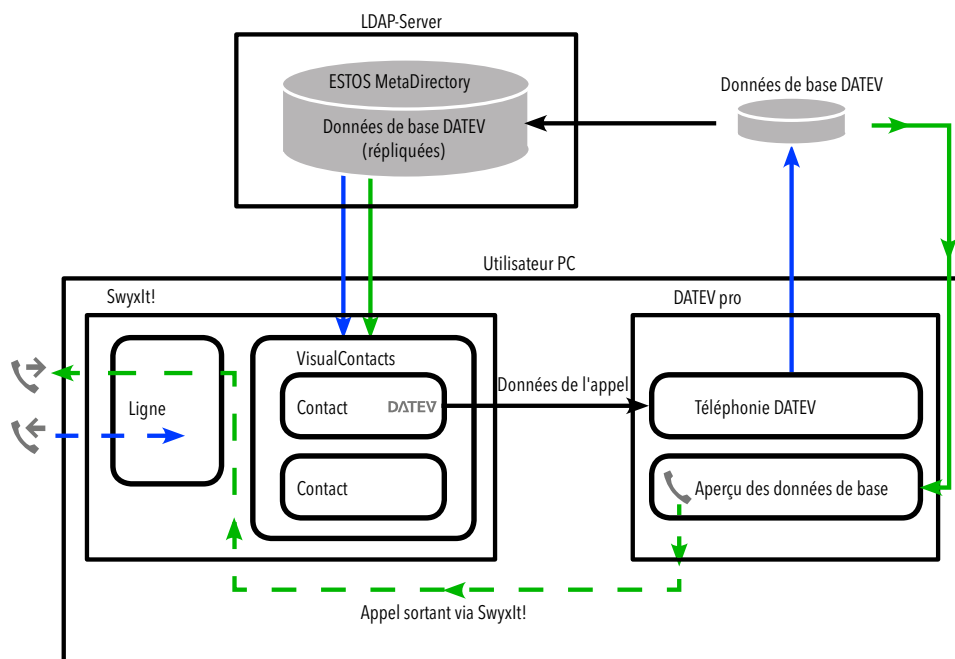 LDAP-Server
ESTOS MetaDirectory
Données de base DATEV
(répliquées)
Données de base DATEV
Utilisateur PC
SwyxIt!
DATEV pro
VisualContacts
Ligne
Contact DATEV
Données de l'appel
Téléphonie DATEV
Contact
Aperçu des données de base
Appel sortant via SwyxIt!